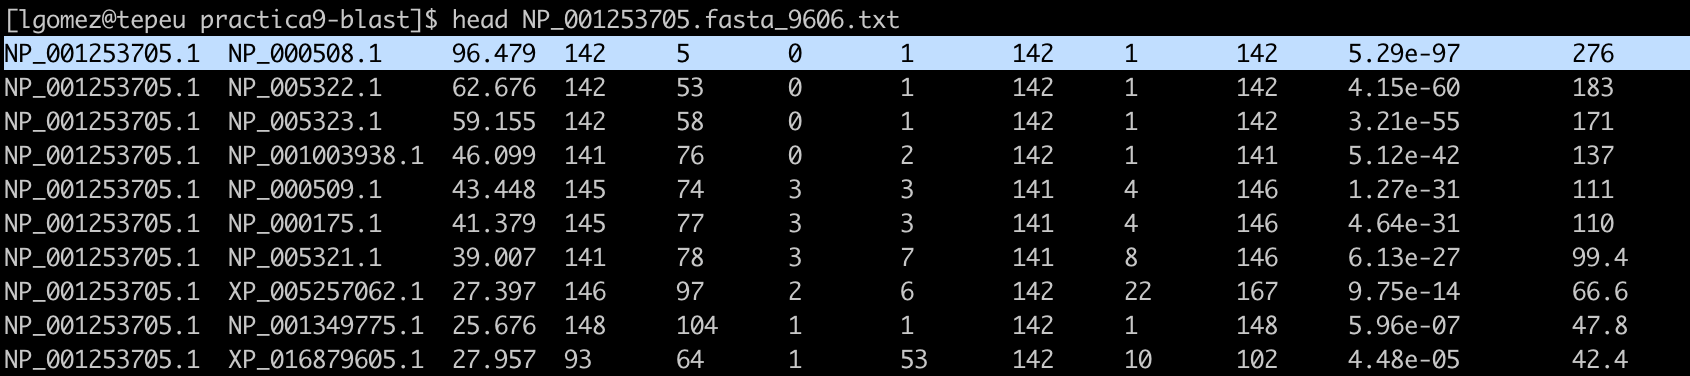 [lgomez@tepeu practica9-blast]$ head NP_001253705.fasta_9606.txt
NP_001253705.1 NP_000508.1 96.479 142 5 0 1 142 1 142 5.29e-97 276
NP_001253705.1 NP_005322.1 62.676 142 53 0 1 142 1 142 4.15e-60 183
NP_001253705.1 NP_005323.1 59.155 142 58 0 1 142 1 142 3.21e-55 171
NP_001253705.1 NP_001003938.1 46.099 141 76 0 2 142 1 141 5.12e-42 137
NP_001253705.1 NP_000509.1 43.448 145 74 3 3 141 4 146 1.27e-31 111
NP_001253705.1 NP_000175.1 41.379 145 77 3 3 141 4 146 4.64e-31 110
NP_001253705.1 NP_005321.1 39.007 141 78 3 7 141 8 146 6.13e-27 99.4
NP_001253705.1 XP_005257062.1 27.397 146 97 2 6 142 22 167 9.75e-14 66.6
NP_001253705.1 NP_001349775.1 25.676 148 104 1 1 142 1 148 5.96e-07 47.8
NP_001253705.1 XP_016879605.1 27.957 93 64 1 53 142 10 102 4.48e-05 42.4